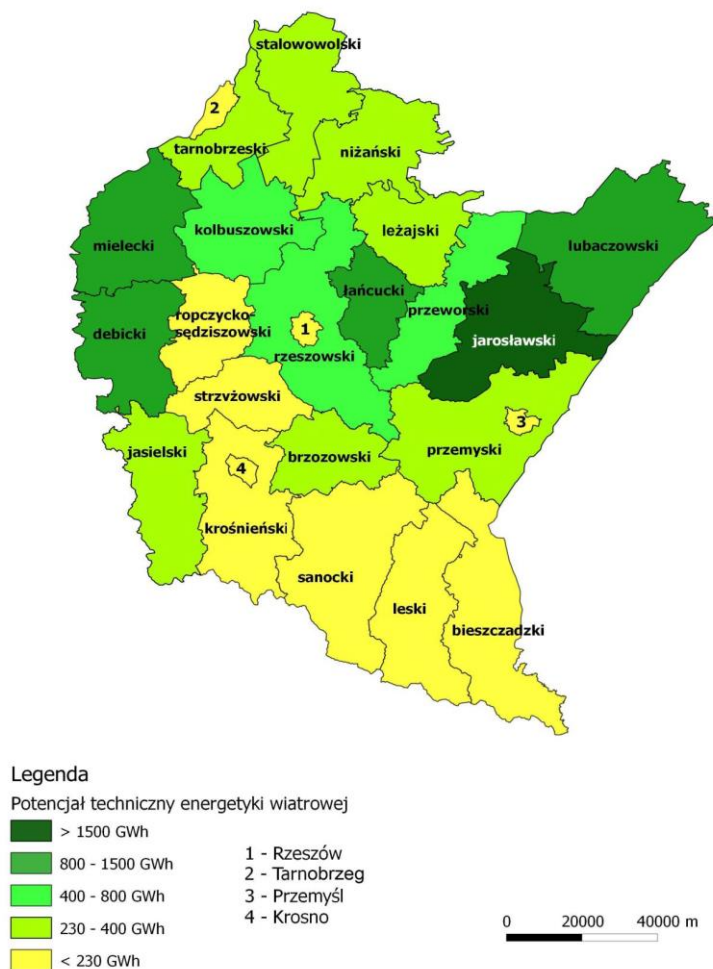 stalowowolski
2
tarnobrzeski
niżański
kolbuszowski
leżajski
mielecki
lubaczowski
łańcucki
ropczycko-
sędziszowski
przeworski
debicki
1
jarosławski
rzeszowski
strzyżowski
3
jasielski
brzozowski
przemyski
4
krośnieński
sanocki
leski
bieszczadzki
Legenda
Potencjał techniczny energetyki wiatrowej
> 1500 GWh
800 - 1500 GWh
400 - 800 GWh
230 - 400 GWh
< 230 GWh
1 - Rzeszów
2 - Tarnobrzeg
3 - Przemyśl
4 - Krosno
0 20000 40000 m